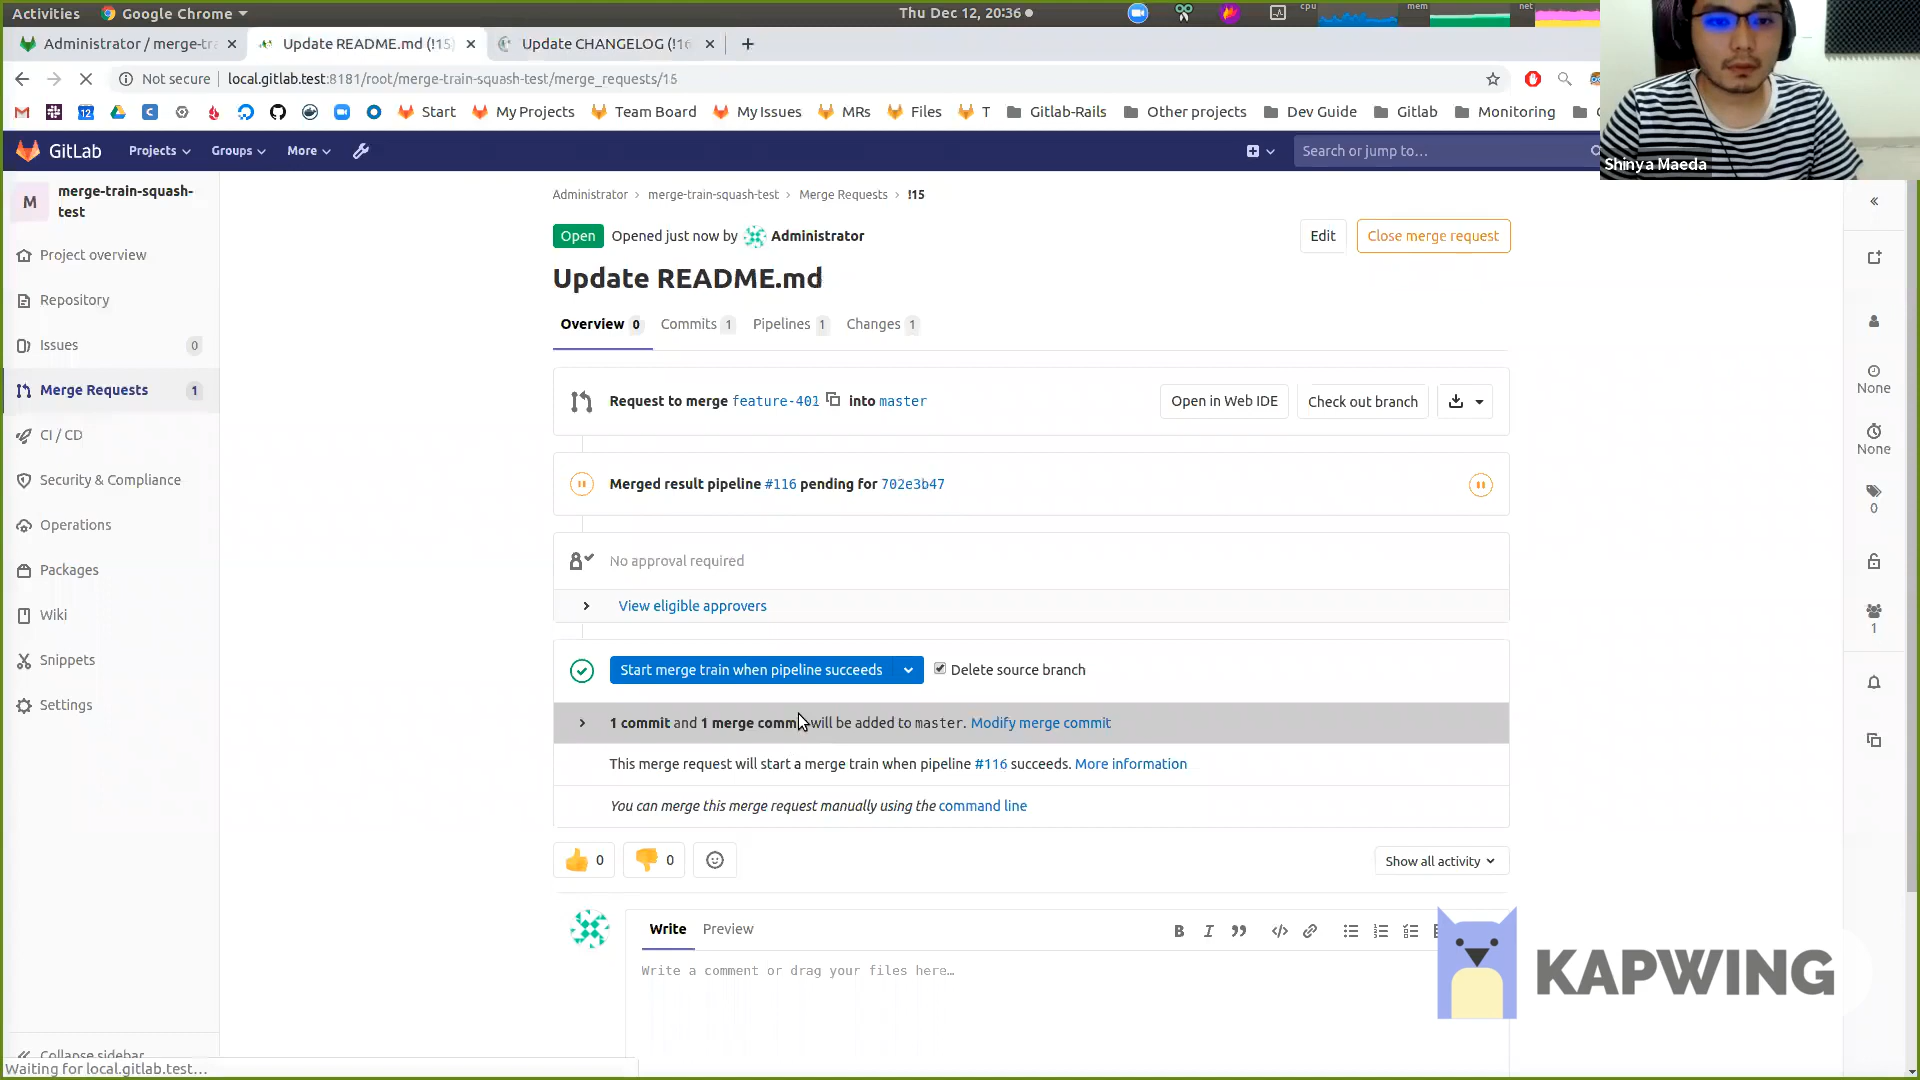 Activities
Google Chrome
Thu Dec 12, 20:36
cpu
mem
net
Administrator / merge-tra
Update README.md (!15)
Update CHANGELOG (!16
Not secure
local.gitlab.test:8181/root/merge-train-squash-test/merge_requests/15
Start
My Projects
Team Board
My Issues
MRs
Files
T
Gitlab-Rails
Other projects
Dev Guide
Gitlab
Monitoring
GitLab
Projects
Groups
More
Search or jump to…
Shinya Maeda
M
merge-train-squash-
test
Project overview
Repository
Issues
0
Merge Requests
1
CI / CD
Security & Compliance
Operations
Packages
Wiki
Snippets
Settings
Collapse sidebar
Waiting for local.gitlab.test…
Administrator › merge-train-squash-test › Merge Requests › !15
Open
Opened just now by Administrator
Edit
Close merge request
Update README.md
Overview 0
Commits 1
Pipelines 1
Changes 1
Request to merge feature-401 into master
Open in Web IDE
Check out branch
Merged result pipeline #116 pending for 702e3b47
No approval required
View eligible approvers
Start merge train when pipeline succeeds
Delete source branch
1 commit and 1 merge comm will be added to master. Modify merge commit
This merge request will start a merge train when pipeline #116 succeeds. More information
You can merge this merge request manually using the command line
0
0
Show all activity
Write
Preview
Write a comment or drag your files here…
None
None
0
1
KAPWING